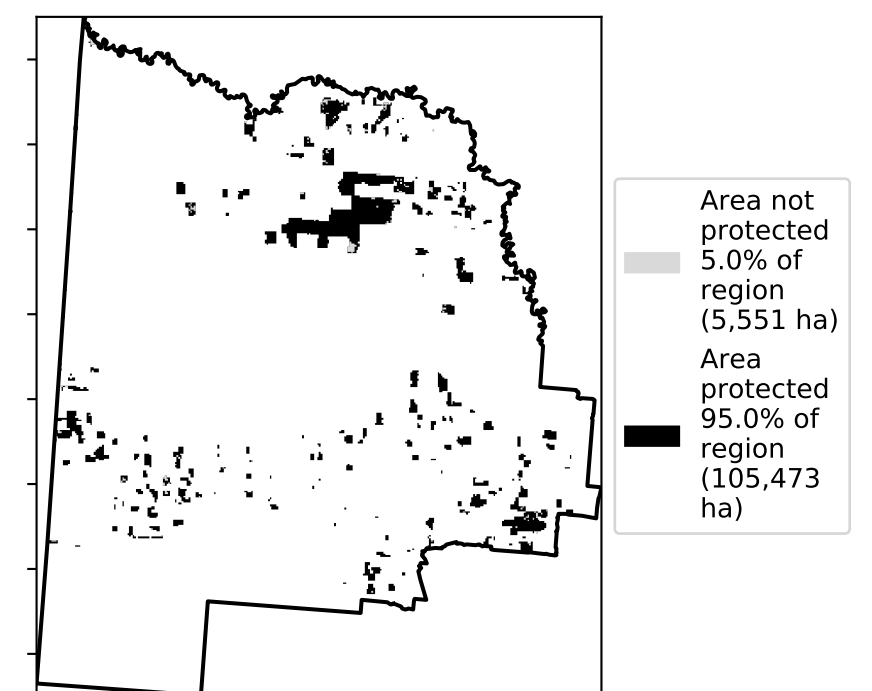 Area not
protected
5.0% of
region
(5,551 ha)
Area
protected
95.0% of
region
(105,473
ha)